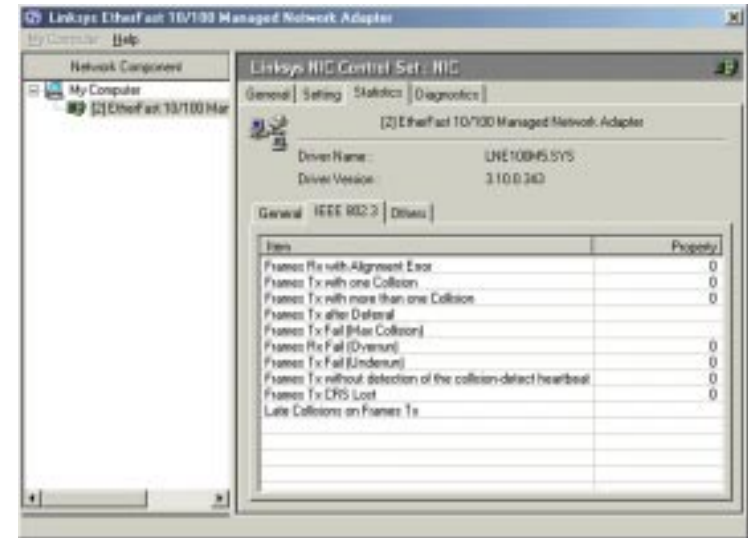 Linksys EtherFast 10/100 Managed Network Adapter
My Computer Help
Network Component
My Computer
[2] EtherFast 10/100 Mar
Linksys NIC Control Set : NIC
General Setting Statistics Diagnostics
[2] EtherFast 10/100 Managed Network Adapter
Driver Name : LNE100M5.SYS
Driver Version : 3.10.0.343
General IEEE 802.3 Others
Item Property
Frames Rx with Alignment Error 0
Frames Tx with one Collision 0
Frames Tx with more than one Collision 0
Frames Tx after Deferral
Frames Tx Fail (Max Collision)
Frames Rx Fail (Overrun) 0
Frames Tx Fail (Underrun) 0
Frames Tx without detection of the collision-detect heartbeat 0
Frames Tx CRS Lost 0
Late Collisions on Frames Tx